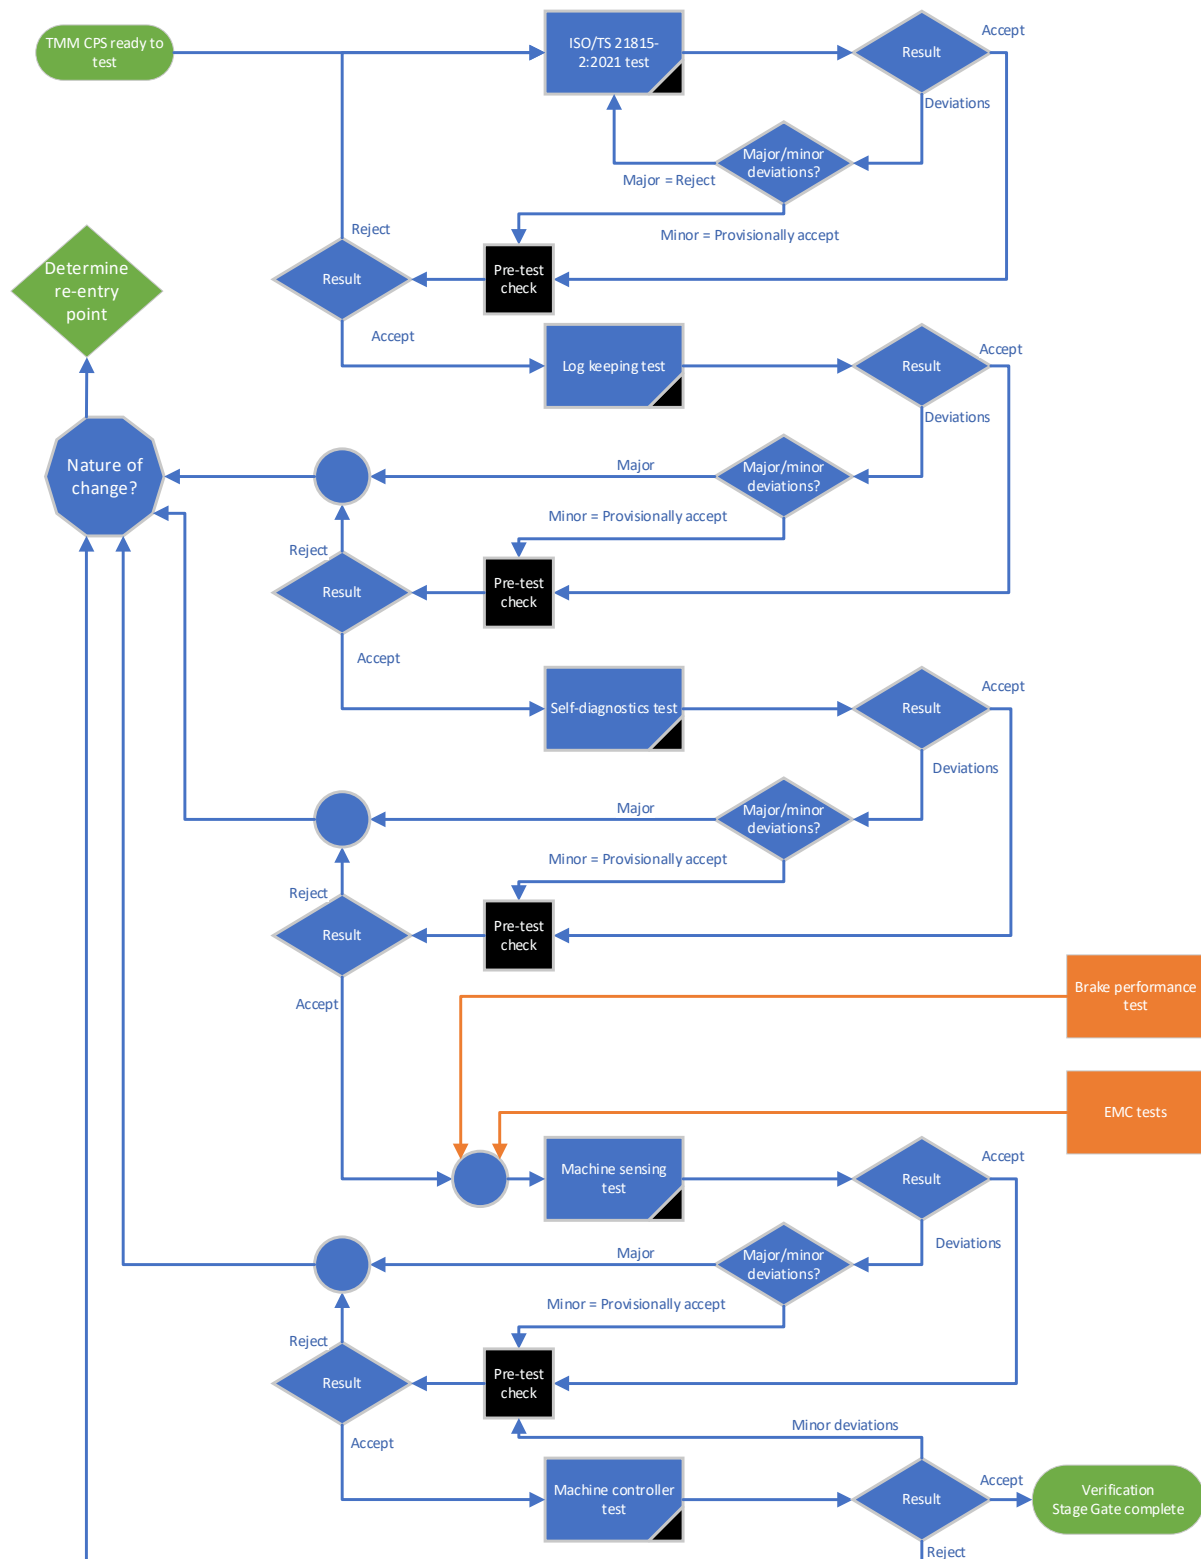 TMM CPS ready to
test
ISO/TS 21815-
2:2021 test
Result
Accept
Deviations
Major/minor
deviations?
Major = Reject
Minor = Provisionally accept
Reject
Determine
re-entry
point
Result
Pre-test
check
Accept
Log keeping test
Result
Accept
Deviations
Nature of
change?
Major
Major/minor
deviations?
Minor = Provisionally accept
Reject
Result
Pre-test
check
Accept
Self-diagnostics test
Result
Accept
Deviations
Major
Major/minor
deviations?
Minor = Provisionally accept
Reject
Result
Pre-test
check
Accept
Brake performance
test
EMC tests
Machine sensing
test
Result
Accept
Deviations
Major
Major/minor
deviations?
Minor = Provisionally accept
Reject
Result
Pre-test
check
Minor deviations
Accept
Machine controller
test
Result
Accept
Verification
Stage Gate complete
Reject